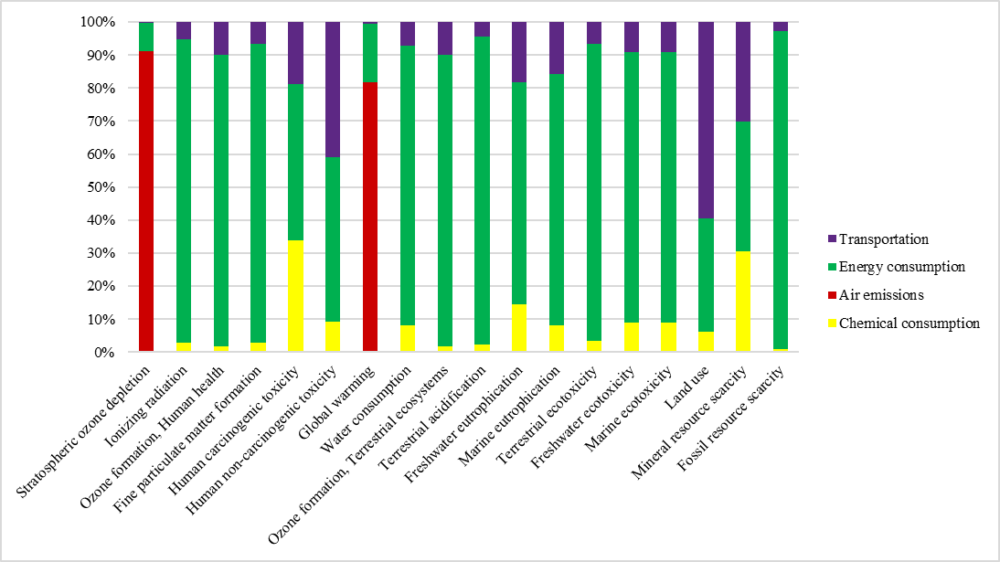 100%
90%
80%
70%
60%
50%
40%
30%
20%
10%
0%
Stratospheric ozone depletion
Ionizing radiation
Ozone formation, Human health
Fine particulate matter formation
Human carcinogenic toxicity
Human non-carcinogenic toxicity
Global warming
Water consumption
Ozone formation, Terrestrial ecosystems
Terrestrial acidification
Freshwater eutrophication
Marine eutrophication
Terrestrial ecotoxicity
Freshwater ecotoxicity
Marine ecotoxicity
Land use
Mineral resource scarcity
Fossil resource scarcity
Transportation
Energy consumption
Air emissions
Chemical consumption